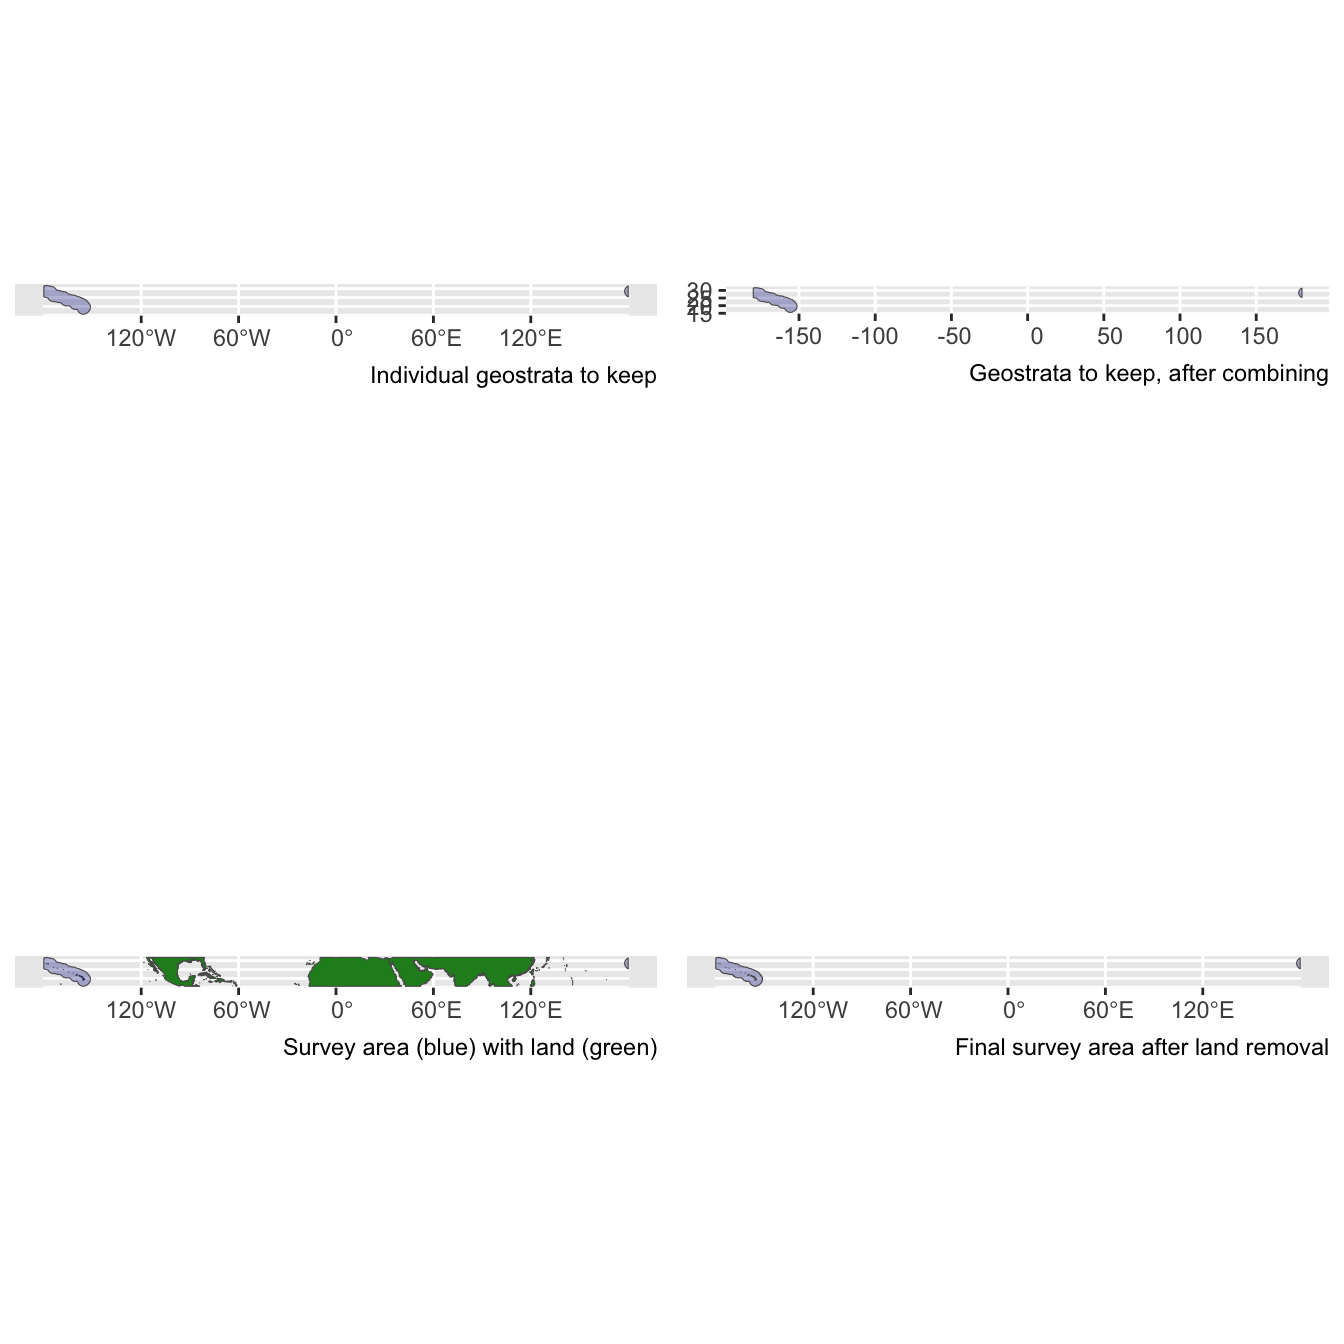 120°W 60°W 0° 60°E 120°E
Individual geostrata to keep
30
15
-150 -100 -50 0 50 100 150
Geostrata to keep, after combining
120°W 60°W 0° 60°E 120°E
Survey area (blue) with land (green)
120°W 60°W 0° 60°E 120°E
Final survey area after land removal